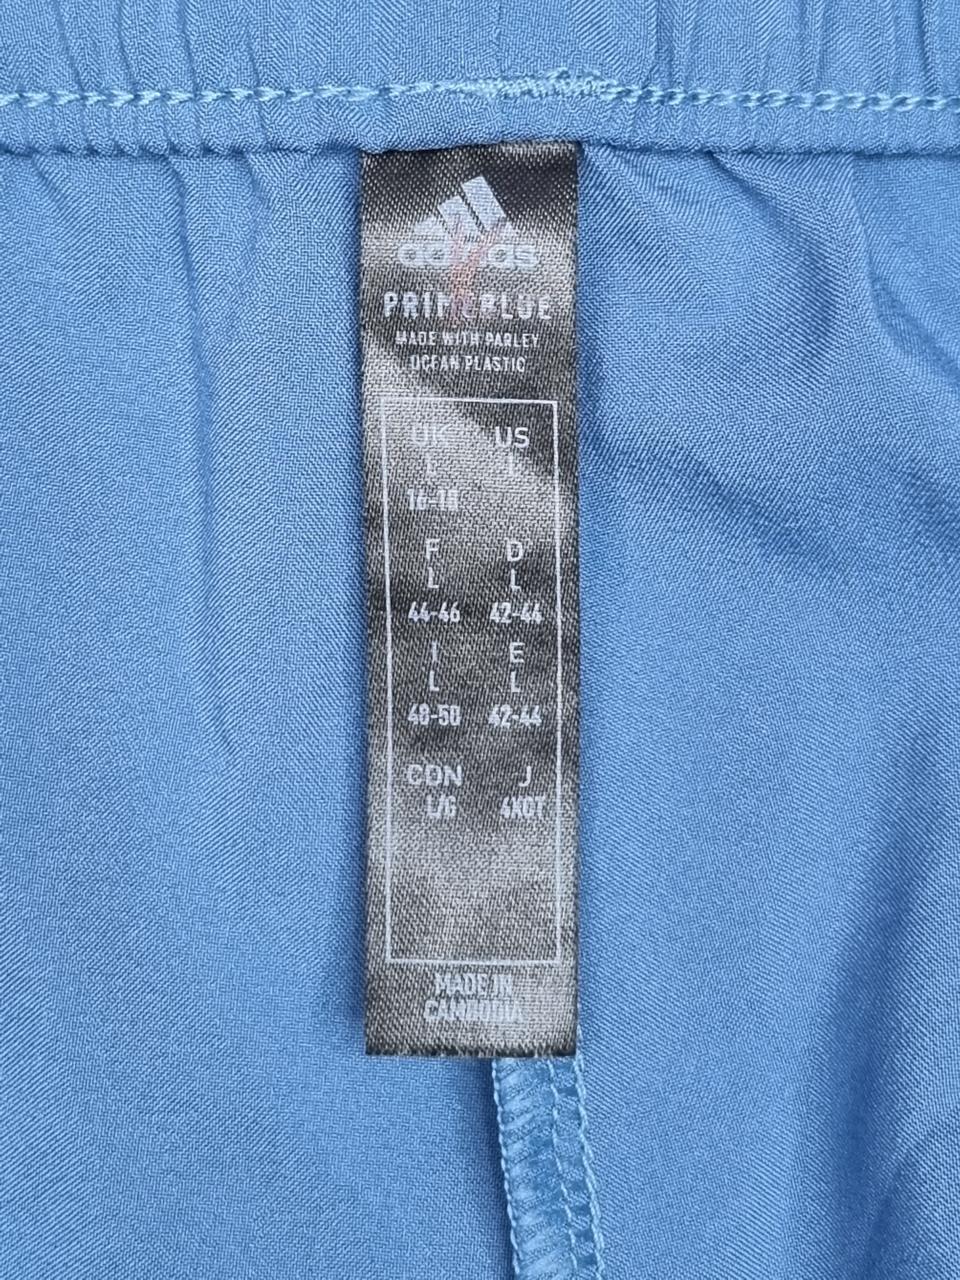 adidas
PRIMEBLUE
MADE WITH PARLEY
OCEAN PLASTIC
UK US
L L
16-18
F D
L L
44-46 42-44
I E
L L
48-50 42-44
CON J
L/G 4XOT
MADE IN
CAMBODIA